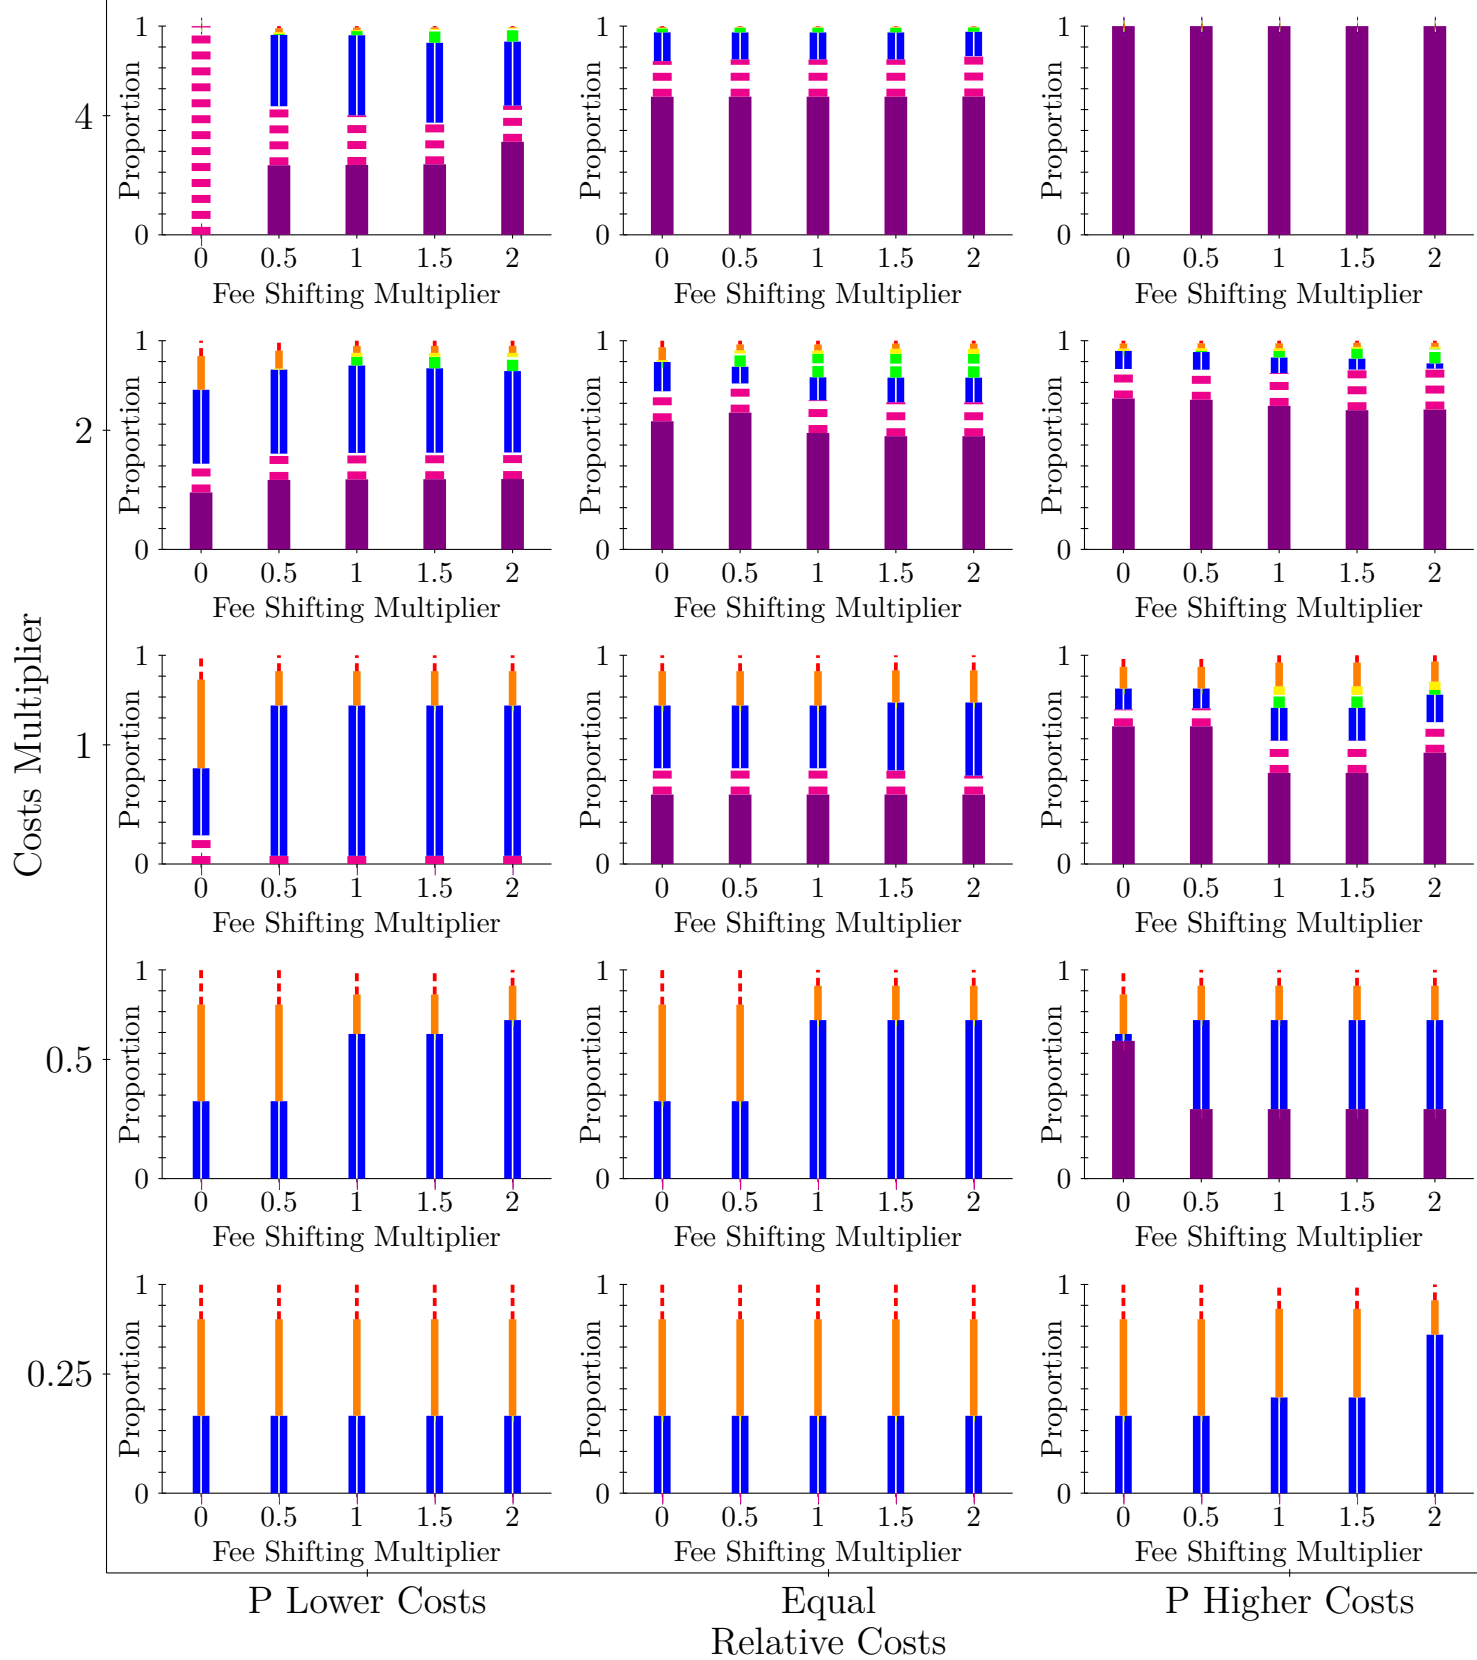 1 1 1
Proportion Proportion Proportion
4
0 0 0
0 0.5 1 1.5 2 0 0.5 1 1.5 2 0 0.5 1 1.5 2
Fee Shifting Multiplier Fee Shifting Multiplier Fee Shifting Multiplier
1 1 1
Proportion Proportion Proportion
2
0 0 0
0 0.5 1 1.5 2 0 0.5 1 1.5 2 0 0.5 1 1.5 2
Fee Shifting Multiplier Fee Shifting Multiplier Fee Shifting Multiplier
Costs Multiplier
1 1 1
Proportion Proportion Proportion
1
0 0 0
0 0.5 1 1.5 2 0 0.5 1 1.5 2 0 0.5 1 1.5 2
Fee Shifting Multiplier Fee Shifting Multiplier Fee Shifting Multiplier
1 1 1
Proportion Proportion Proportion
0.5
0 0 0
0 0.5 1 1.5 2 0 0.5 1 1.5 2 0 0.5 1 1.5 2
Fee Shifting Multiplier Fee Shifting Multiplier Fee Shifting Multiplier
1 1 1
Proportion Proportion Proportion
0.25
0 0 0
0 0.5 1 1.5 2 0 0.5 1 1.5 2 0 0.5 1 1.5 2
Fee Shifting Multiplier Fee Shifting Multiplier Fee Shifting Multiplier
P Lower Costs Equal P Higher Costs
Relative Costs